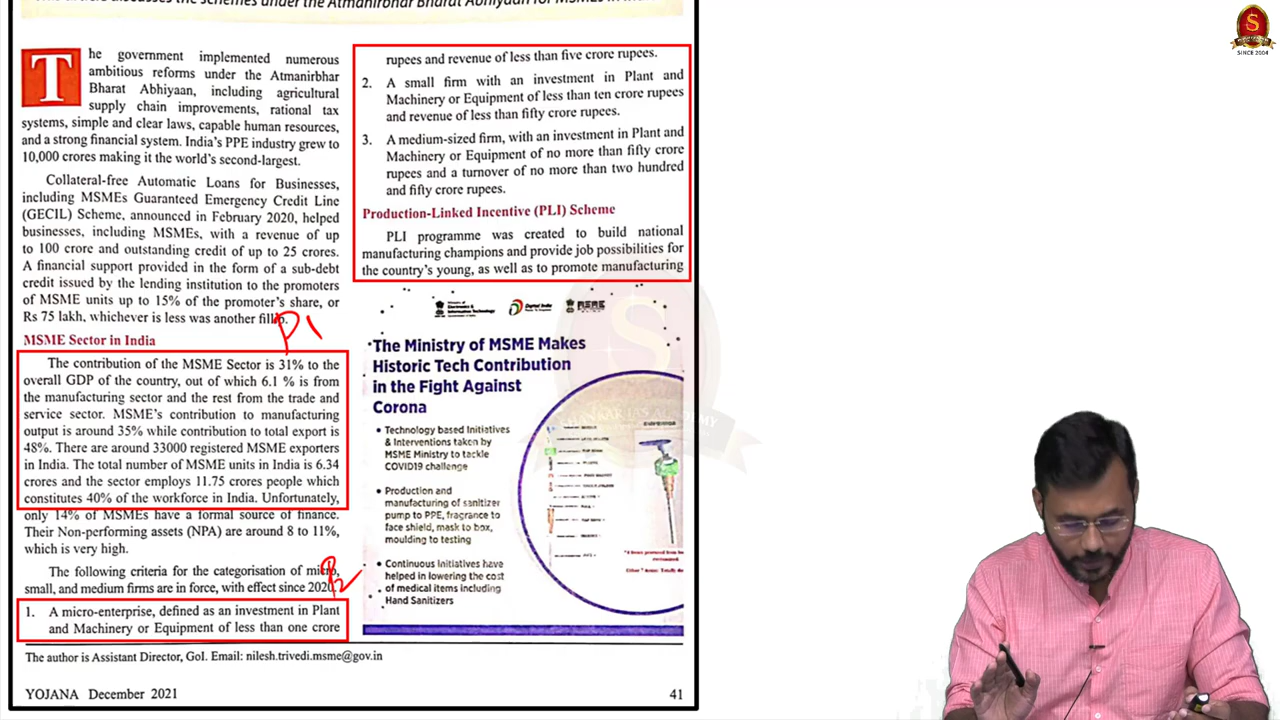 The government implemented numerous
ambitious reforms under the Atmanirbhar
Bharat Abhiyaan, including agricultural
supply chain improvements, rational tax
systems, simple and clear laws, capable human resources,
and a strong financial system. India's PPE industry grew to
10,000 crores making it the world's second-largest.
Collateral-free Automatic Loans for Businesses,
including MSMEs Guaranteed Emergency Credit Line
(GECIL) Scheme, announced in February 2020, helped
businesses, including MSMEs, with a revenue of up
to 100 crore and outstanding credit of up to 25 crores.
A financial support provided in the form of a sub-debt
credit issued by the lending institution to the promoters
of MSME units up to 15% of the promoter's share, or
Rs 75 lakh, whichever is less was another fillip.
P1
MSME Sector in India
The contribution of the MSME Sector is 31% to the
overall GDP of the country, out of which 6.1 % is from
the manufacturing sector and the rest from the trade and
service sector. MSME's contribution to manufacturing
output is around 35% while contribution to total export is
48%. There are around 33000 registered MSME exporters
in India. The total number of MSME units in India is 6.34
crores and the sector employs 11.75 crores people which
constitutes 40% of the workforce in India. Unfortunately,
only 14% of MSMEs have a formal source of finance.
Their Non-performing assets (NPA) are around 8 to 11%,
which is very high.
The following criteria for the categorisation of micro,
small, and medium firms are in force, with effect since 2020.
1. A micro-enterprise, defined as an investment in Plant
and Machinery or Equipment of less than one crore
rupees and revenue of less than five crore rupees.
2. A small firm with an investment in Plant and
Machinery or Equipment of less than ten crore rupees
and revenue of less than fifty crore rupees.
3. A medium-sized firm, with an investment in Plant and
Machinery or Equipment of no more than fifty crore
rupees and a turnover of no more than two hundred
and fifty crore rupees.
Production-Linked Incentive (PLI) Scheme
PLI programme was created to build national
manufacturing champions and provide job possibilities for
the country's young, as well as to promote manufacturing
Digital India
MSME
The Ministry of MSME Makes
Historic Tech Contribution
in the Fight Against
Corona
• Technology based Initiatives
& Interventions taken by
MSME Ministry to tackle
COVID19 challenge
• Production and
manufacturing of sanitizer
pump to PPE, fragrance to
face shield, mask to box,
moulding to testing
• Continuous Initiatives have
helped in lowering the cost
of medical items including
Hand Sanitizers
The author is Assistant Director, GoI. Email: nilesh.trivedi.msme@gov.in
YOJANA December 2021
41
S
SINCE 2004